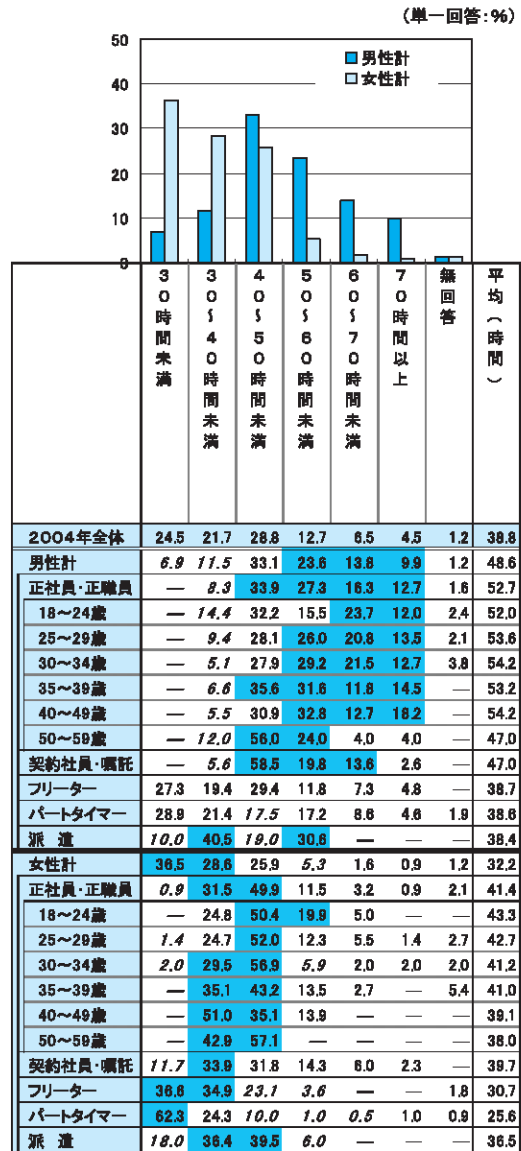 (単一回答:%)
50
40
30
20
10
0
男性計
女性計
30時間未満
30〜40時間未満
40〜50時間未満
50〜60時間未満
60〜70時間未満
70時間以上
無回答
平均(時間)
2004年全体 24.5 21.7 28.8 12.7 6.5 4.5 1.2 38.8
男性計 6.9 11.5 33.1 23.6 13.8 9.9 1.2 48.6
正社員・正職員 — 8.3 33.9 27.3 16.3 12.7 1.6 52.7
18〜24歳 — 14.4 32.2 15.5 23.7 12.0 2.4 52.0
25〜29歳 — 9.4 28.1 26.0 20.8 13.5 2.1 53.6
30〜34歳 — 5.1 27.9 29.2 21.5 12.7 3.8 54.2
35〜39歳 — 6.6 35.6 31.6 11.8 14.5 — 53.2
40〜49歳 — 5.5 30.9 32.8 12.7 18.2 — 54.2
50〜59歳 — 12.0 56.0 24.0 4.0 4.0 — 47.0
契約社員・嘱託 — 5.6 58.5 19.8 13.6 2.6 — 47.0
フリーター 27.3 19.4 29.4 11.8 7.3 4.8 — 38.7
パートタイマー 28.9 21.4 17.5 17.2 8.6 4.6 1.9 38.6
派遣 10.0 40.5 19.0 30.6 — — — 38.4
女性計 36.5 28.6 25.9 5.3 1.6 0.9 1.2 32.2
正社員・正職員 0.9 31.5 49.9 11.5 3.2 0.9 2.1 41.4
18〜24歳 — 24.8 50.4 19.9 5.0 — — 43.3
25〜29歳 1.4 24.7 52.0 12.3 5.5 1.4 2.7 42.7
30〜34歳 2.0 29.5 56.9 5.9 2.0 2.0 2.0 41.2
35〜39歳 — 35.1 43.2 13.5 2.7 — 5.4 41.0
40〜49歳 — 51.0 35.1 13.9 — — — 39.1
50〜59歳 — 42.9 57.1 — — — — 38.0
契約社員・嘱託 11.7 33.9 31.8 14.3 6.0 2.3 — 39.7
フリーター 36.6 34.9 23.1 3.6 — — 1.8 30.7
パートタイマー 62.3 24.3 10.0 1.0 0.5 1.0 0.9 25.6
派遣 18.0 36.4 39.5 6.0 — — — 36.5